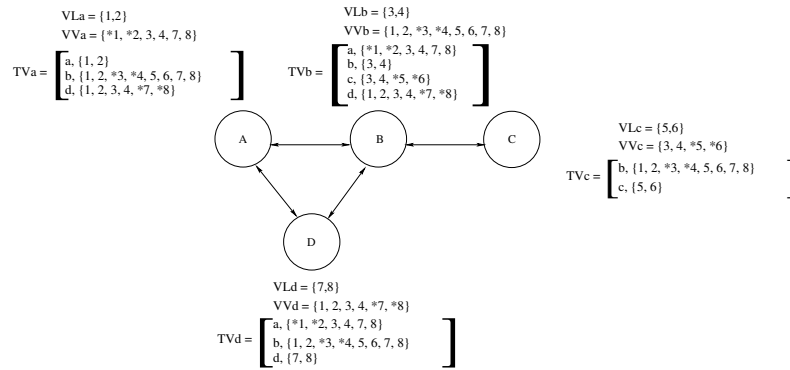 VLa = {1,2}
VVa = {*1, *2, 3, 4, 7, 8}
TVa =
a, {1, 2}
b, {1, 2, *3, *4, 5, 6, 7, 8}
d, {1, 2, 3, 4, *7, *8}
VLb = {3,4}
VVb = {1, 2, *3, *4, 5, 6, 7, 8}
TVb =
a, {*1, *2, 3, 4, 7, 8}
b, {3, 4}
c, {3, 4, *5, *6}
d, {1, 2, 3, 4, *7, *8}
A
B
C
VLc = {5,6}
VVc = {3, 4, *5, *6}
TVc =
b, {1, 2, *3, *4, 5, 6, 7, 8}
c, {5, 6}
D
VLd = {7,8}
VVd = {1, 2, 3, 4, *7, *8}
TVd =
a, {*1, *2, 3, 4, 7, 8}
b, {1, 2, *3, *4, 5, 6, 7, 8}
d, {7, 8}